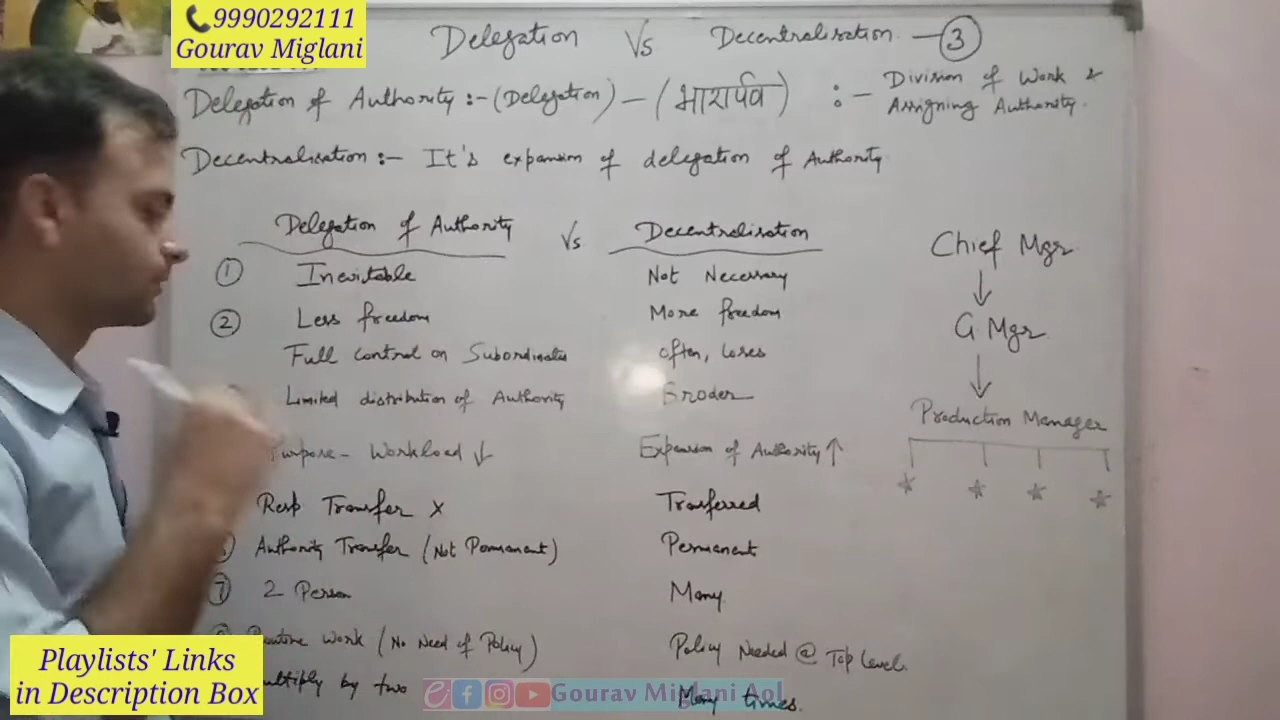 📞9990292111
Gourav Miglani
Delegation Vs Decentralisation - ③
Delegation of Authority :- (Delegation) - (भारार्पव) :- Division of Work &
Assigning Authority.
Decentralisation :- It's expansion of delegation of Authority
Delegation of Authority Vs Decentralisation
① Inevitable Not Necessary
② Less freedom More freedom
Full control on Subordinates often, loses
Limited distribution of Authority Broder
Purpose - Workload ↓ Expansion of Authority ↑
Resp Transfer × Transferred
Authority Transfer (Not Permanent) Permanent
⑦ 2 Person Many
Routine Work (No Need of Policy) Policy Needed @ Top Level.
ultiply by two Many times.
Chief Mgr
↓
G Mgr
↓
Production Manager
Playlists' Links
in Description Box
Gourav Miglani Aol